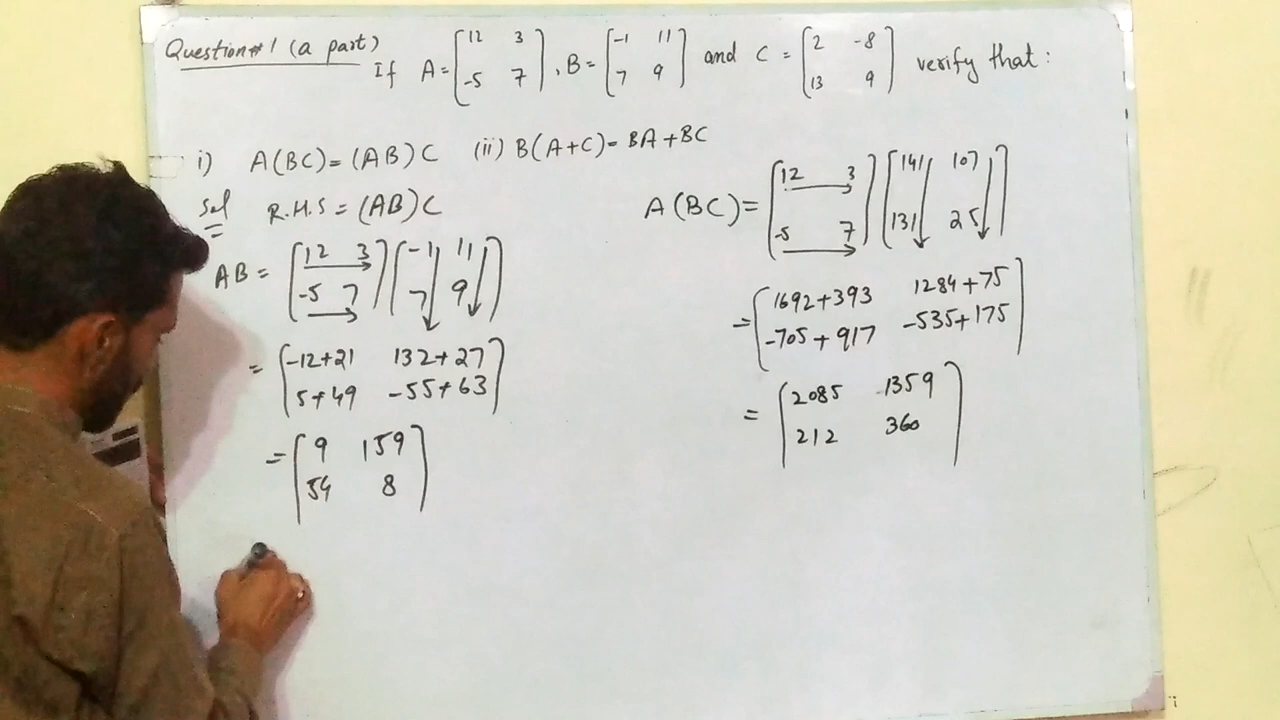 Question#1 (a part)
If A = [12 3; -5 7], B = [-1 11; 7 9] and C = [2 -8; 13 9] verify that:
i) A(BC) = (AB)C (ii) B(A+C) = BA+BC
Sol R.H.S = (AB)C
AB = [12 3; -5 7] [-1 11; 7 9]
= [-12+21 132+27; 5+49 -55+63]
= [9 159; 54 8]
A(BC) = [12 3; -5 7] [141 107; 131 25]
= [1692+393 1284+75; -705+917 -535+175]
= [2085 1359; 212 360]